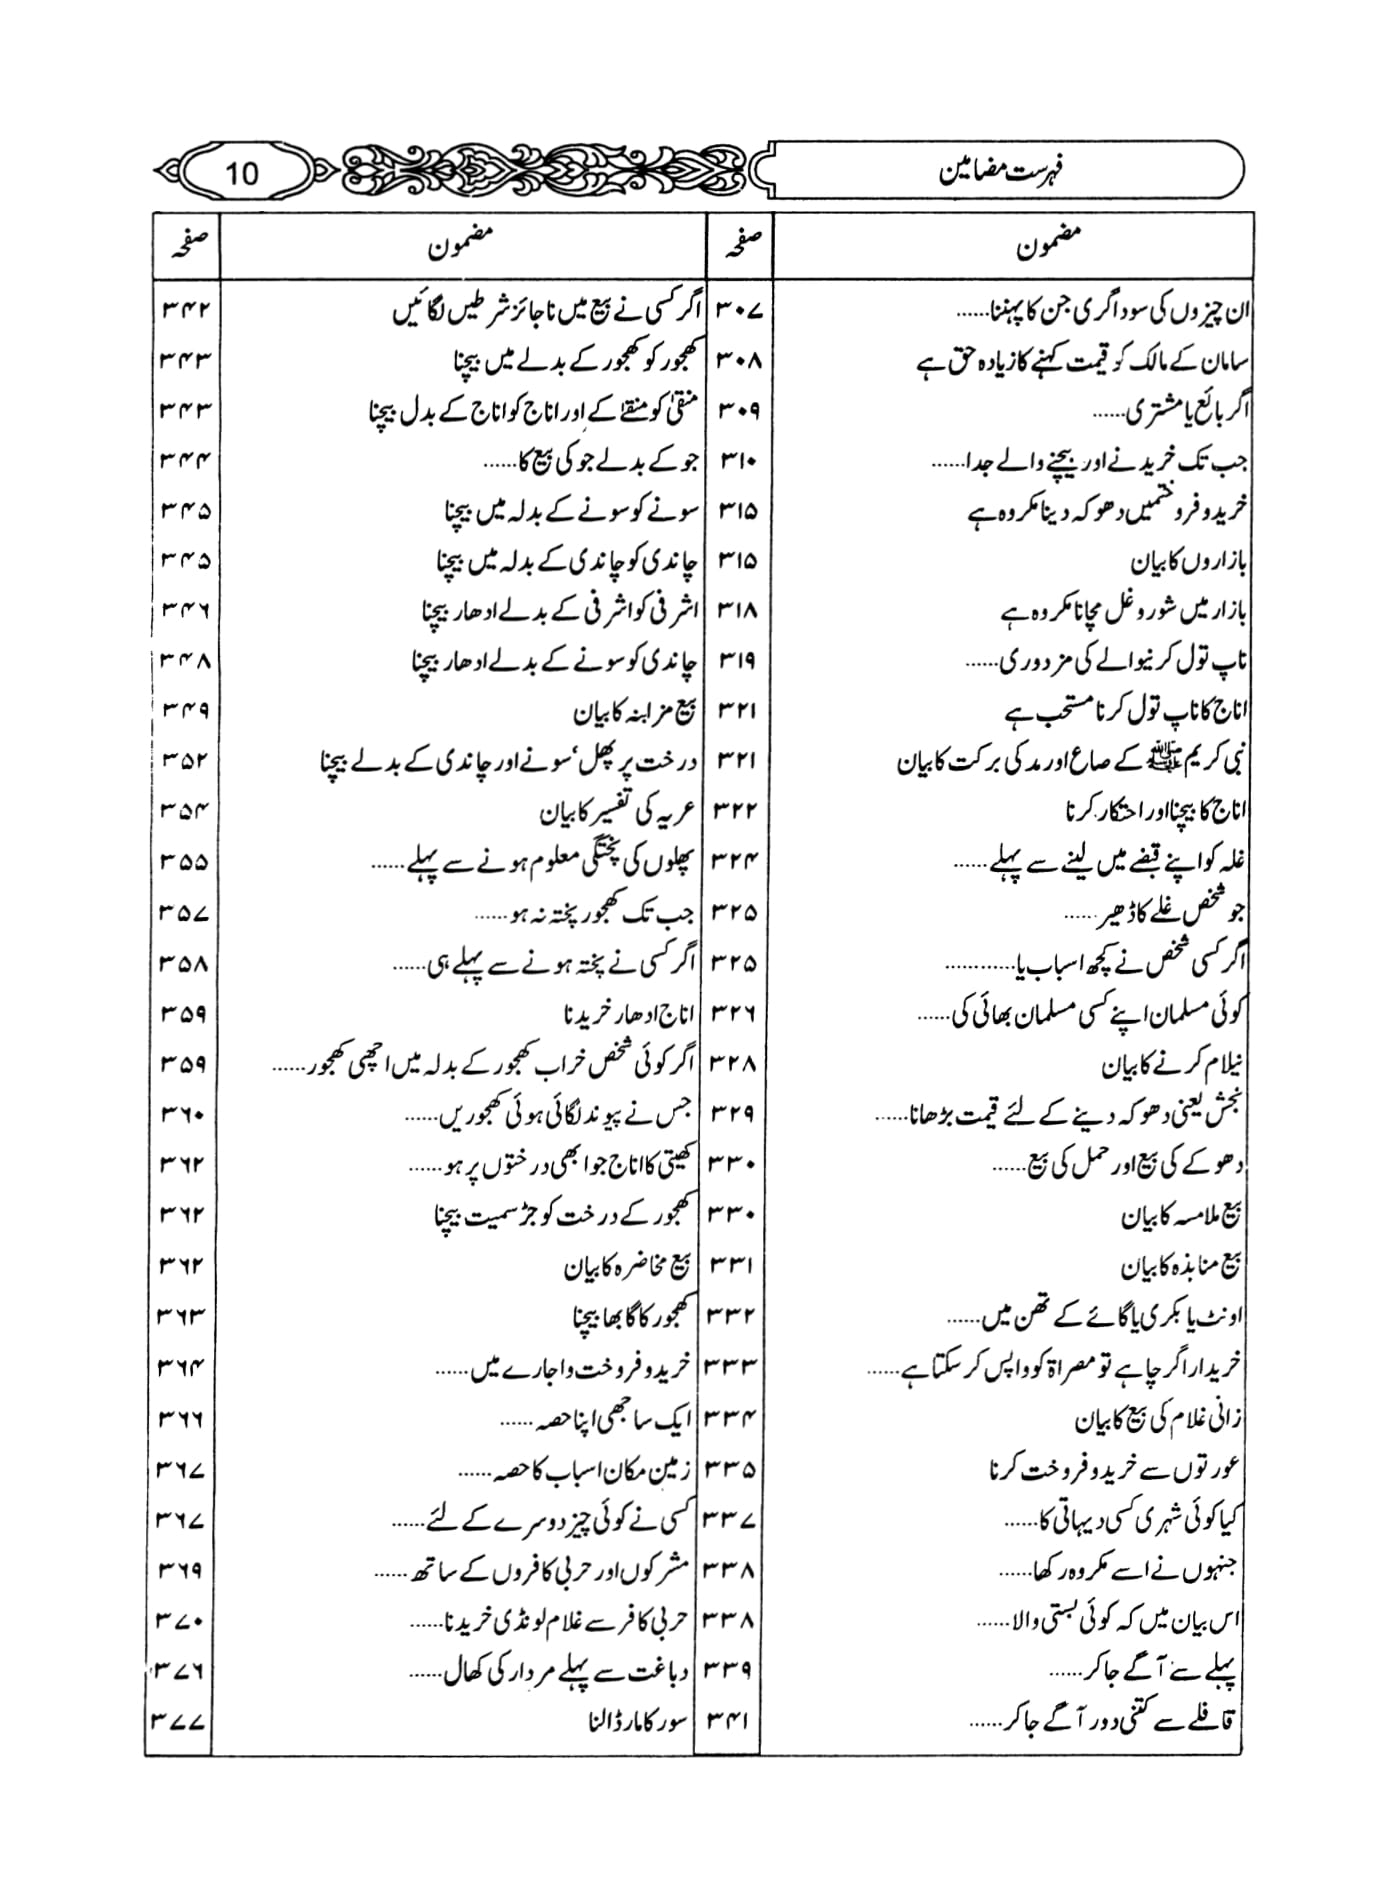 فہرست مضامین
10
مضمون صفحہ مضمون صفحہ
ان چیزوں کی سوداگری جن کا پہننا...... ۳۰۷ اگر کسی نے بیع میں ناجائز شرطیں لگائیں ۳۴۲
سامان کے مالک کو قیمت کہنے کا زیادہ حق ہے ۳۰۸ کھجور کو کھجور کے بدلے میں بیچنا ۳۴۳
اگر بائع یا مشتری...... ۳۰۹ منقیٰ کو منقےٰ کے اور اناج کو اناج کے بدل بیچنا ۳۴۳
جب تک خریدنے اور بیچنے والے جدا...... ۳۱۰ جو کے بدلے جو کی بیع کا...... ۳۴۴
خرید و فروختمیں دھوکہ دینا مکروہ ہے ۳۱۵ سونے کو سونے کے بدلہ میں بیچنا ۳۴۵
بازاروں کا بیان ۳۱۵ چاندی کو چاندی کے بدلہ میں بیچنا ۳۴۵
بازار میں شور و غل مچانا مکروہ ہے ۳۱۸ اشرفی کو اشرفی کے بدلے ادھار بیچنا ۳۴۶
ناپ تول کرنیوالے کی مزدوری...... ۳۱۹ چاندی کو سونے کے بدلے ادھار بیچنا ۳۴۸
اناج کا ناپ تول کرنا مستحب ہے ۳۲۱ بیع مزابنہ کا بیان ۳۴۹
نبی کریم ﷺ کے صاع اور مد کی برکت کا بیان ۳۲۱ درخت پر پھل‘ سونے اور چاندی کے بدلے بیچنا ۳۵۲
اناج کا بیچنا اور احتکار کرنا ۳۲۲ عریہ کی تفسیر کا بیان ۳۵۴
غلہ کو اپنے قبضے میں لینے سے پہلے...... ۳۲۴ پھلوں کی پختگی معلوم ہونے سے پہلے...... ۳۵۵
جو شخص غلے کا ڈھیر...... ۳۲۵ جب تک کھجور پختہ نہ ہو...... ۳۵۷
اگر کسی شخص نے کچھ اسباب یا............ ۳۲۵ اگر کسی نے پختہ ہونے سے پہلے ہی...... ۳۵۸
کوئی مسلمان اپنے کسی مسلمان بھائی کی...... ۳۲۶ اناج ادھار خریدنا ۳۵۹
نیلام کرنے کا بیان ۳۲۸ اگر کوئی شخص خراب کھجور کے بدلہ میں اچھی کھجور...... ۳۵۹
نجش یعنی دھوکہ دینے کے لئے قیمت بڑھانا...... ۳۲۹ جس نے پیوند لگائی ہوئی کھجوریں...... ۳۶۰
دھوکے کی بیع اور حمل کی بیع...... ۳۳۰ کھیتی کا اناج جو ابھی درختوں پر ہو...... ۳۶۲
بیع ملامسہ کا بیان ۳۳۰ کھجور کے درخت کو جڑ سمیت بیچنا ۳۶۲
بیع منابذہ کا بیان ۳۳۱ بیع مخاضرہ کا بیان ۳۶۲
اونٹ یا بکری یا گائے کے تھن میں...... ۳۳۲ کھجور کا گابھا بیچنا ۳۶۳
خریدار اگر چاہے تو مصراۃ کو واپس کر سکتا ہے...... ۳۳۳ خرید و فروخت و اجارے میں...... ۳۶۴
زانی غلام کی بیع کا بیان ۳۳۴ ایک ساجھی اپنا حصہ...... ۳۶۶
عورتوں سے خرید و فروخت کرنا ۳۳۵ زمین مکان اسباب کا حصہ...... ۳۶۷
کیا کوئی شہری کسی دیہاتی کا...... ۳۳۷ کسی نے کوئی چیز دوسرے کے لئے...... ۳۶۷
جنہوں نے اسے مکروہ رکھا...... ۳۳۸ مشرکوں اور حربی کافروں کے ساتھ...... ۳۶۹
اس بیان میں کہ کوئی بستی والا...... ۳۳۸ حربی کافر سے غلام لونڈی خریدنا...... ۳۷۰
پہلے سے آگے جا کر...... ۳۳۹ دباغت سے پہلے مردار کی کھال...... ۳۷۶
قافلے سے کتنی دور آگے جا کر...... ۳۴۱ سور کا مار ڈالنا ۳۷۷